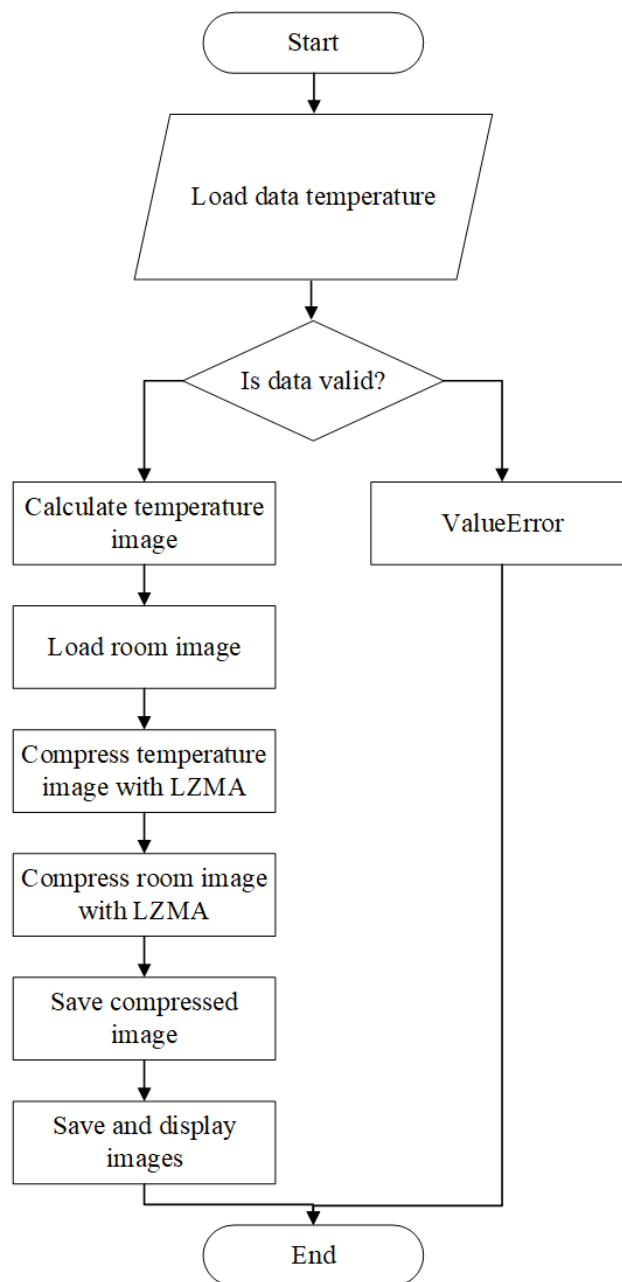 Start
Load data temperature
Is data valid?
Calculate temperature
image
ValueError
Load room image
Compress temperature
image with LZMA
Compress room image
with LZMA
Save compressed
image
Save and display
images
End